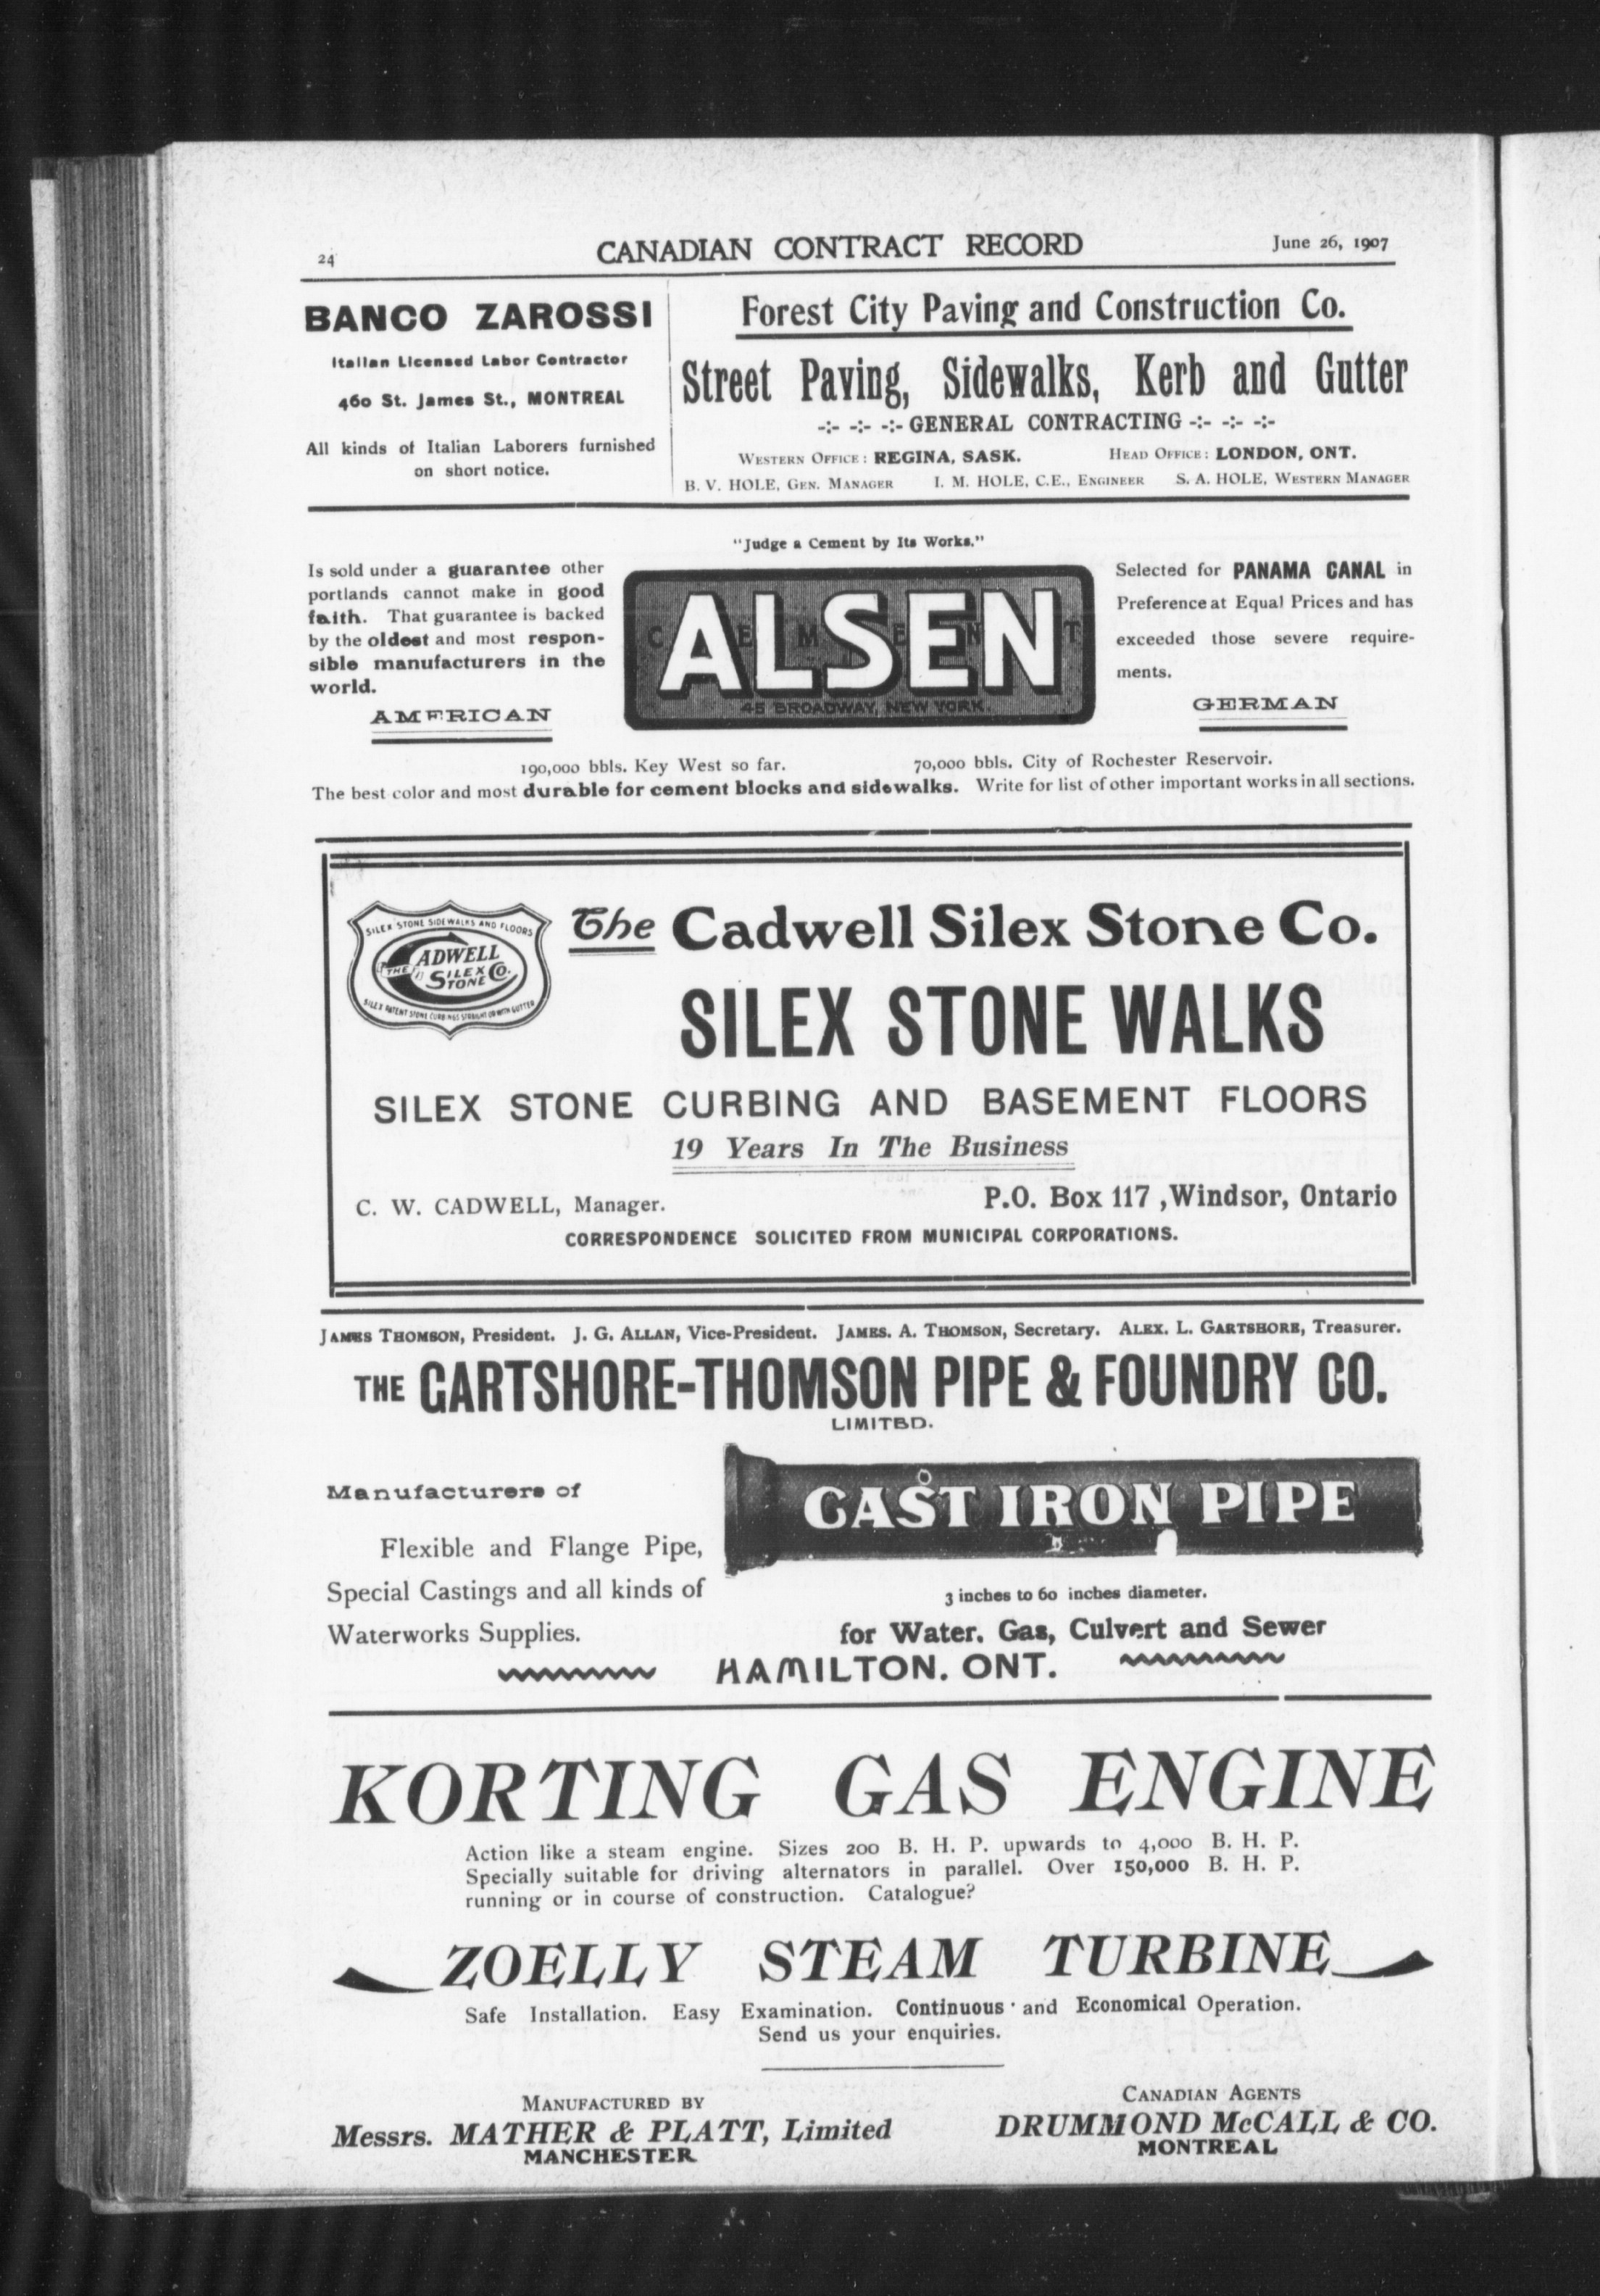 24
CANADIAN CONTRACT RECORD
June 26, 1907
BANCO ZAROSSI
Italian Licensed Labor Contractor
460 St. James St., MONTREAL
All kinds of Italian Laborers furnished
on short notice.
Forest City Paving and Construction Co.
Street Paving, Sidewalks, Kerb and Gutter
-:- -:- -:- GENERAL CONTRACTING -:- -:- -:-
WESTERN OFFICE: REGINA, SASK. HEAD OFFICE: LONDON, ONT.
B. V. HOLE, GEN. MANAGER I. M. HOLE, C.E., ENGINEER S. A. HOLE, WESTERN MANAGER
"Judge a Cement by Its Works."
Is sold under a guarantee other
portlands cannot make in good
faith. That guarantee is backed
by the oldest and most respon-
sible manufacturers in the
world.
AMERICAN
CEMENT
ALSEN
45 BROADWAY, NEW YORK.
Selected for PANAMA CANAL in
Preference at Equal Prices and has
exceeded those severe require-
ments.
GERMAN
190,000 bbls. Key West so far. 70,000 bbls. City of Rochester Reservoir.
The best color and most durable for cement blocks and sidewalks. Write for list of other important works in all sections.
SILEX STONE SIDEWALKS AND FLOORS
THE CADWELL
SILEX CO.
STONE
SILEX PATENT STONE CURBINGS STRAIGHT OR WITH GUTTER
The Cadwell Silex Stone Co.
SILEX STONE WALKS
SILEX STONE CURBING AND BASEMENT FLOORS
19 Years In The Business
C. W. CADWELL, Manager.
P.O. Box 117 ,Windsor, Ontario
CORRESPONDENCE SOLICITED FROM MUNICIPAL CORPORATIONS.
JAMES THOMSON, President. J. G. ALLAN, Vice-President. JAMES. A. THOMSON, Secretary. ALEX. L. GARTSHORE, Treasurer.
THE GARTSHORE-THOMSON PIPE & FOUNDRY CO.
LIMITED.
Manufacturers of
Flexible and Flange Pipe,
Special Castings and all kinds of
Waterworks Supplies.
CAST IRON PIPE
3 inches to 60 inches diameter.
for Water. Gas, Culvert and Sewer
HAMILTON. ONT.
KORTING GAS ENGINE
Action like a steam engine. Sizes 200 B. H. P. upwards to 4,000 B. H. P.
Specially suitable for driving alternators in parallel. Over 150,000 B. H. P.
running or in course of construction. Catalogue?
ZOELLY STEAM TURBINE
Safe Installation. Easy Examination. Continuous and Economical Operation.
Send us your enquiries.
MANUFACTURED BY
Messrs. MATHER & PLATT, Limited
MANCHESTER
CANADIAN AGENTS
DRUMMOND McCALL & CO.
MONTREAL